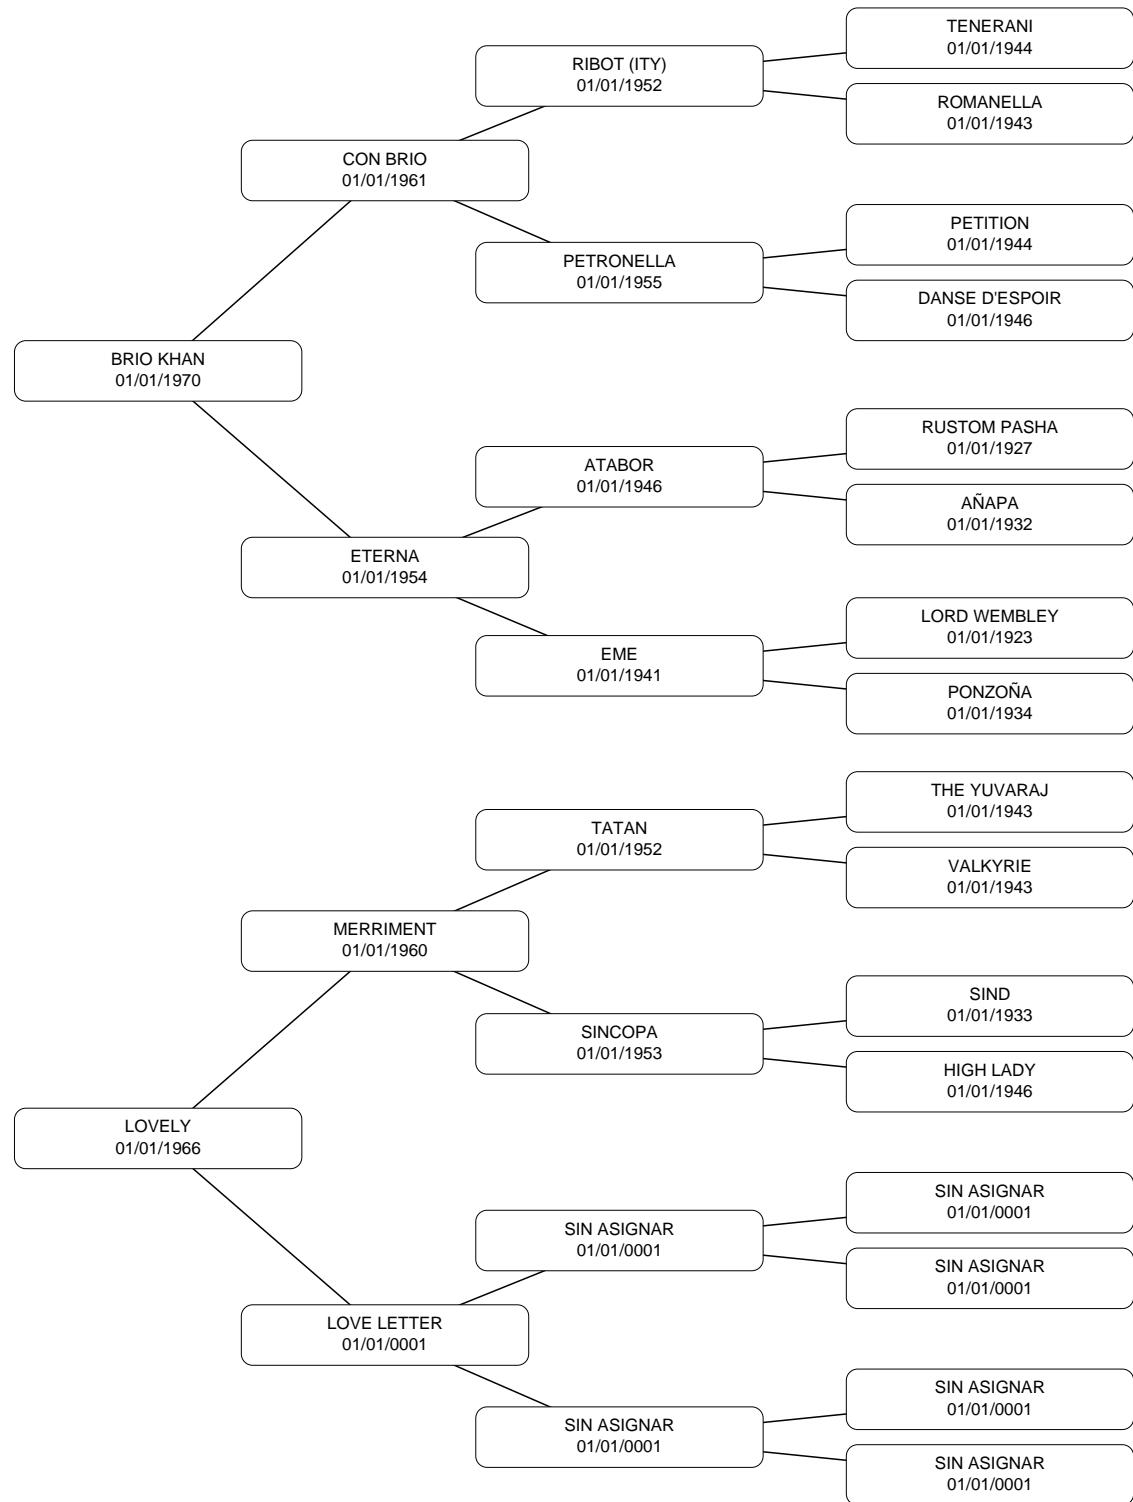 TENERANI
01/01/1944
RIBOT (ITY)
01/01/1952
ROMANELLA
01/01/1943
CON BRIO
01/01/1961
PETITION
01/01/1944
PETRONELLA
01/01/1955
DANSE D'ESPOIR
01/01/1946
BRIO KHAN
01/01/1970
RUSTOM PASHA
01/01/1927
ATABOR
01/01/1946
AÑAPA
01/01/1932
ETERNA
01/01/1954
LORD WEMBLEY
01/01/1923
EME
01/01/1941
PONZOÑA
01/01/1934
THE YUVARAJ
01/01/1943
TATAN
01/01/1952
VALKYRIE
01/01/1943
MERRIMENT
01/01/1960
SIND
01/01/1933
SINCOPA
01/01/1953
HIGH LADY
01/01/1946
LOVELY
01/01/1966
SIN ASIGNAR
01/01/0001
SIN ASIGNAR
01/01/0001
SIN ASIGNAR
01/01/0001
LOVE LETTER
01/01/0001
SIN ASIGNAR
01/01/0001
SIN ASIGNAR
01/01/0001
SIN ASIGNAR
01/01/0001